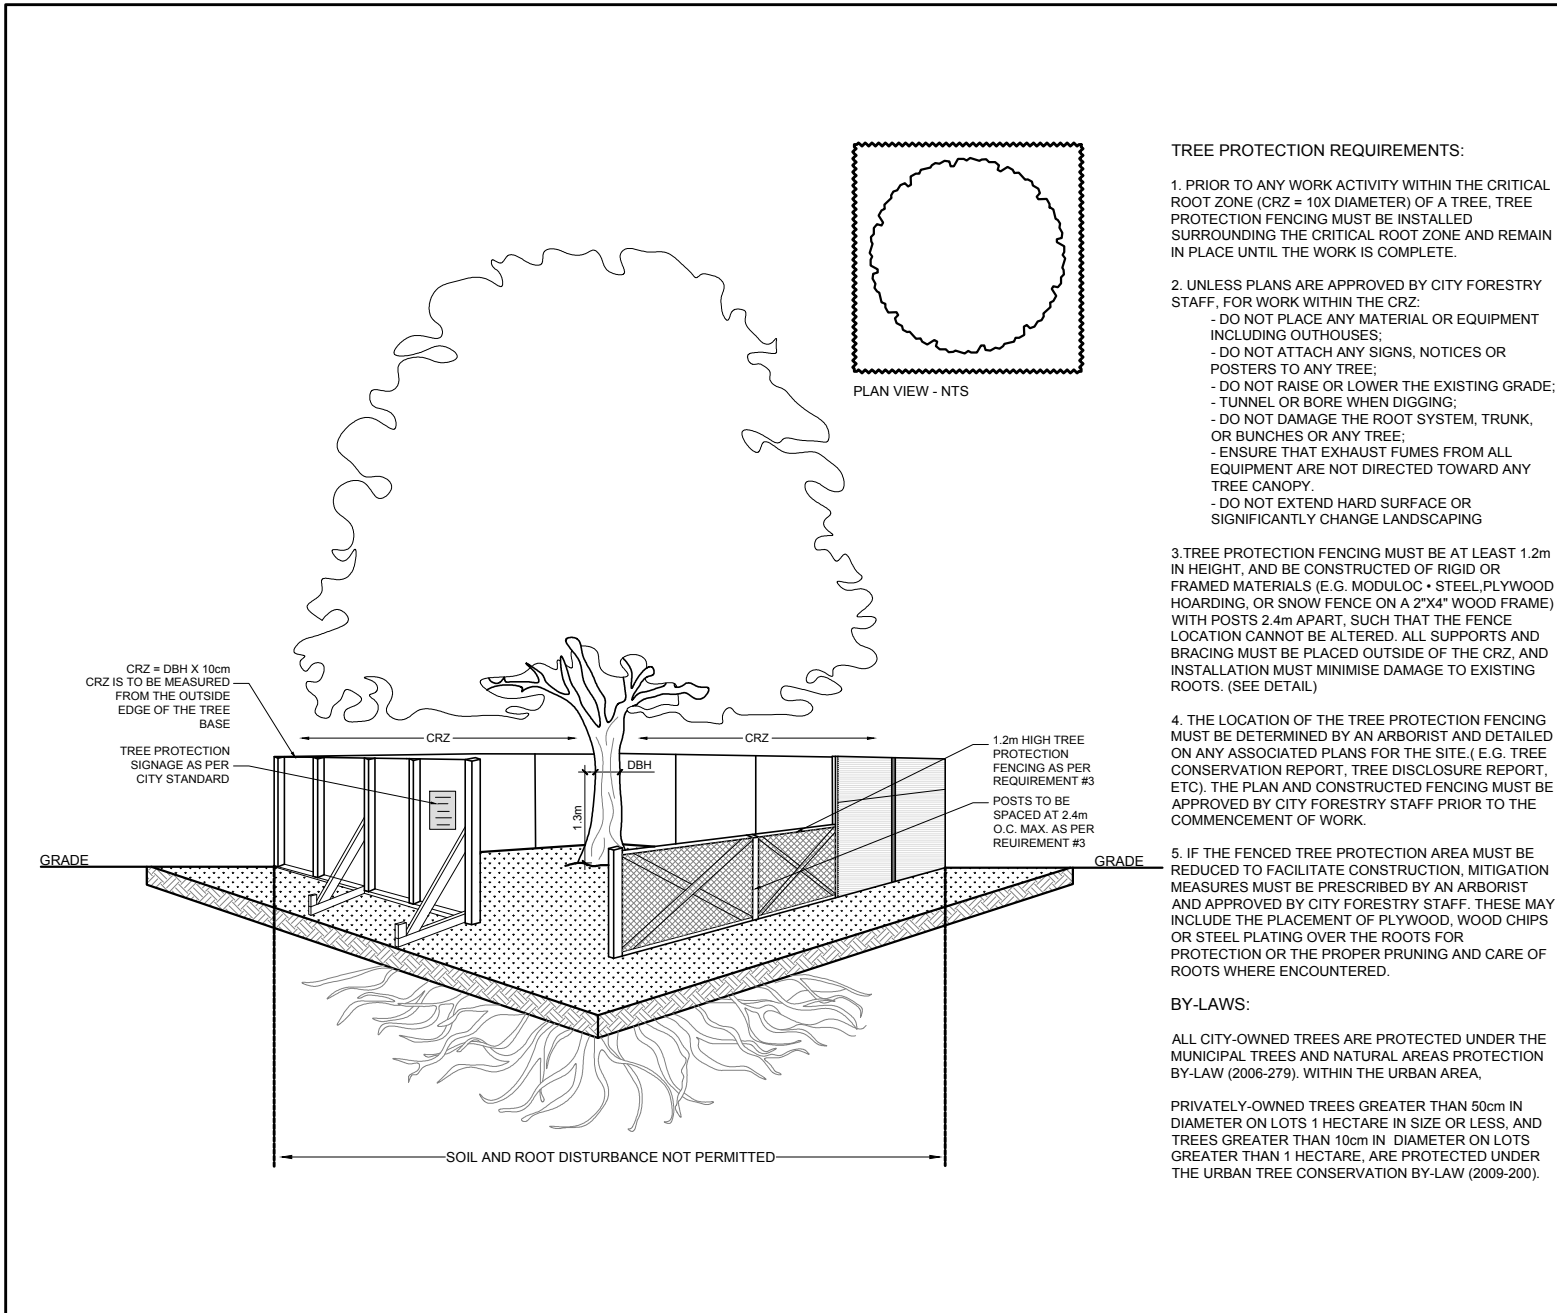 PLAN VIEW - NTS
CRZ = DBH X 10cm
CRZ IS TO BE MEASURED
FROM THE OUTSIDE
EDGE OF THE TREE
BASE
TREE PROTECTION
SIGNAGE AS PER
CITY STANDARD
CRZ
CRZ
DBH
1.3m
1.2m HIGH TREE
PROTECTION
FENCING AS PER
REQUIREMENT #3
POSTS TO BE
SPACED AT 2.4m
O.C. MAX. AS PER
REUIREMENT #3
GRADE
GRADE
SOIL AND ROOT DISTURBANCE NOT PERMITTED
TREE PROTECTION REQUIREMENTS:
1. PRIOR TO ANY WORK ACTIVITY WITHIN THE CRITICAL
ROOT ZONE (CRZ = 10X DIAMETER) OF A TREE, TREE
PROTECTION FENCING MUST BE INSTALLED
SURROUNDING THE CRITICAL ROOT ZONE AND REMAIN
IN PLACE UNTIL THE WORK IS COMPLETE.
2. UNLESS PLANS ARE APPROVED BY CITY FORESTRY
STAFF, FOR WORK WITHIN THE CRZ:
- DO NOT PLACE ANY MATERIAL OR EQUIPMENT
INCLUDING OUTHOUSES;
- DO NOT ATTACH ANY SIGNS, NOTICES OR
POSTERS TO ANY TREE;
- DO NOT RAISE OR LOWER THE EXISTING GRADE;
- TUNNEL OR BORE WHEN DIGGING;
- DO NOT DAMAGE THE ROOT SYSTEM, TRUNK,
OR BUNCHES OR ANY TREE;
- ENSURE THAT EXHAUST FUMES FROM ALL
EQUIPMENT ARE NOT DIRECTED TOWARD ANY
TREE CANOPY.
- DO NOT EXTEND HARD SURFACE OR
SIGNIFICANTLY CHANGE LANDSCAPING
3.TREE PROTECTION FENCING MUST BE AT LEAST 1.2m
IN HEIGHT, AND BE CONSTRUCTED OF RIGID OR
FRAMED MATERIALS (E.G. MODULOC • STEEL,PLYWOOD
HOARDING, OR SNOW FENCE ON A 2"X4" WOOD FRAME)
WITH POSTS 2.4m APART, SUCH THAT THE FENCE
LOCATION CANNOT BE ALTERED. ALL SUPPORTS AND
BRACING MUST BE PLACED OUTSIDE OF THE CRZ, AND
INSTALLATION MUST MINIMISE DAMAGE TO EXISTING
ROOTS. (SEE DETAIL)
4. THE LOCATION OF THE TREE PROTECTION FENCING
MUST BE DETERMINED BY AN ARBORIST AND DETAILED
ON ANY ASSOCIATED PLANS FOR THE SITE.( E.G. TREE
CONSERVATION REPORT, TREE DISCLOSURE REPORT,
ETC). THE PLAN AND CONSTRUCTED FENCING MUST BE
APPROVED BY CITY FORESTRY STAFF PRIOR TO THE
COMMENCEMENT OF WORK.
5. IF THE FENCED TREE PROTECTION AREA MUST BE
REDUCED TO FACILITATE CONSTRUCTION, MITIGATION
MEASURES MUST BE PRESCRIBED BY AN ARBORIST
AND APPROVED BY CITY FORESTRY STAFF. THESE MAY
INCLUDE THE PLACEMENT OF PLYWOOD, WOOD CHIPS
OR STEEL PLATING OVER THE ROOTS FOR
PROTECTION OR THE PROPER PRUNING AND CARE OF
ROOTS WHERE ENCOUNTERED.
BY-LAWS:
ALL CITY-OWNED TREES ARE PROTECTED UNDER THE
MUNICIPAL TREES AND NATURAL AREAS PROTECTION
BY-LAW (2006-279). WITHIN THE URBAN AREA,
PRIVATELY-OWNED TREES GREATER THAN 50cm IN
DIAMETER ON LOTS 1 HECTARE IN SIZE OR LESS, AND
TREES GREATER THAN 10cm IN DIAMETER ON LOTS
GREATER THAN 1 HECTARE, ARE PROTECTED UNDER
THE URBAN TREE CONSERVATION BY-LAW (2009-200).